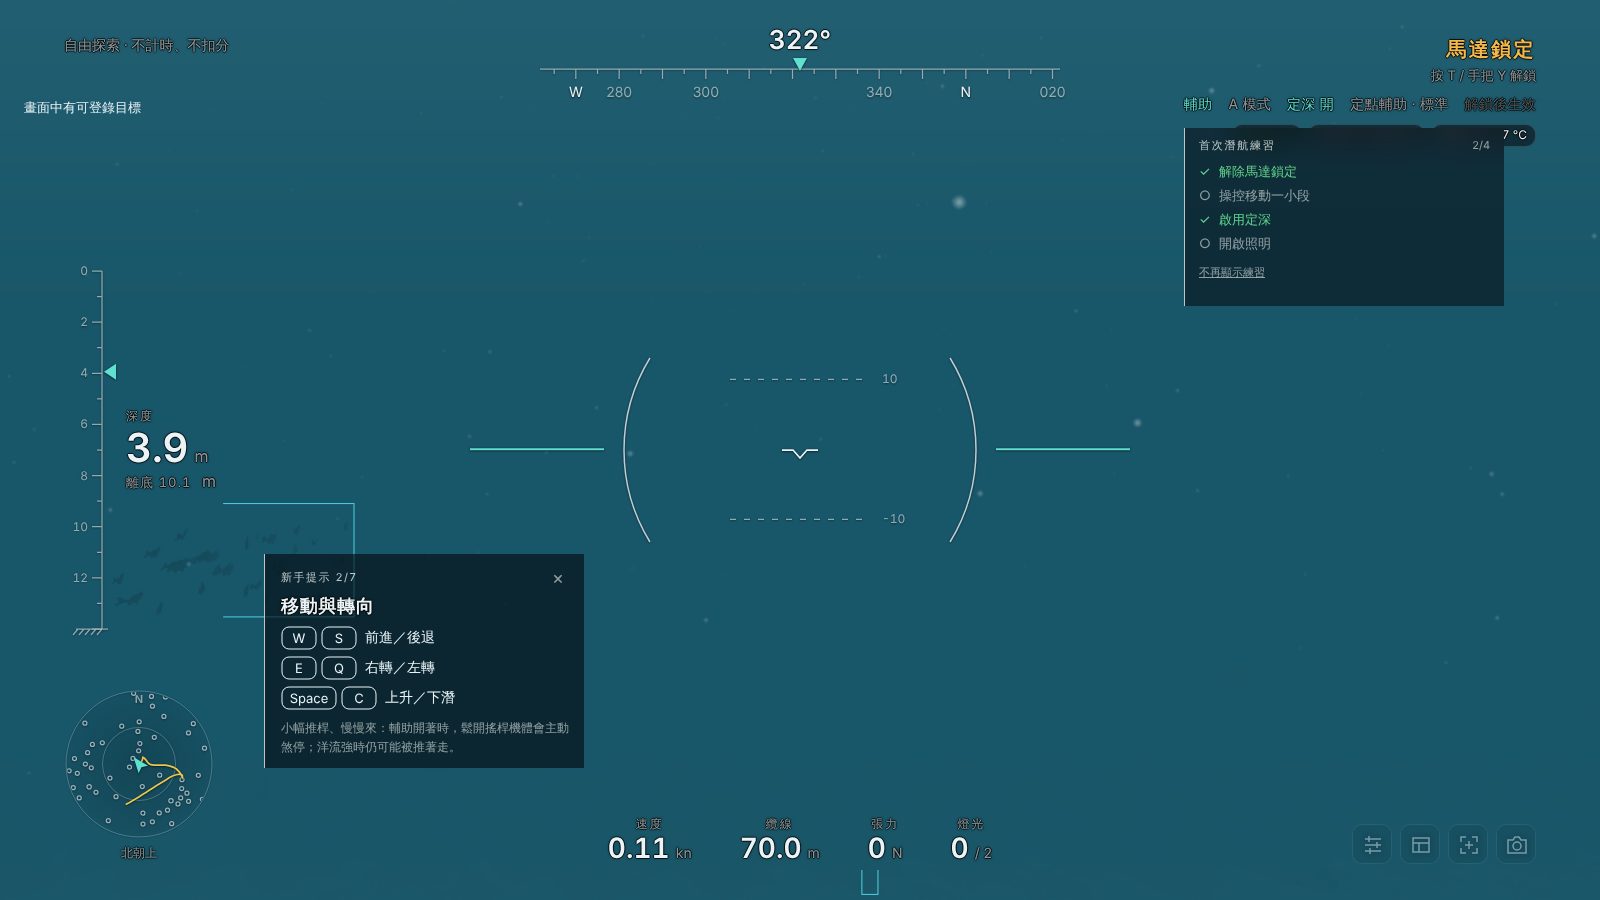 自由探索 · 不計時、不扣分
322°
W 280 300 340 N 020
馬達鎖定
按 T / 手把 Y 解鎖
畫面中有可登錄目標
輔助 A 模式 定深 開 定點輔助 · 標準 解鎖後生效
7 °C
首次潛航練習 2/4
解除馬達鎖定
操控移動一小段
啟用定深
開啟照明
不再顯示練習
0
2
4
6
8
10
12
深度
3.9 m
離底 10.1 m
10
-10
新手提示 2/7
移動與轉向
W S 前進／後退
E Q 右轉／左轉
Space C 上升／下潛
小幅推桿、慢慢來：輔助開著時，鬆開搖桿機體會主動
煞停；洋流強時仍可能被推著走。
N
北朝上
速度 纜線 張力 燈光
0.11 kn 70.0 m 0 N 0 / 2